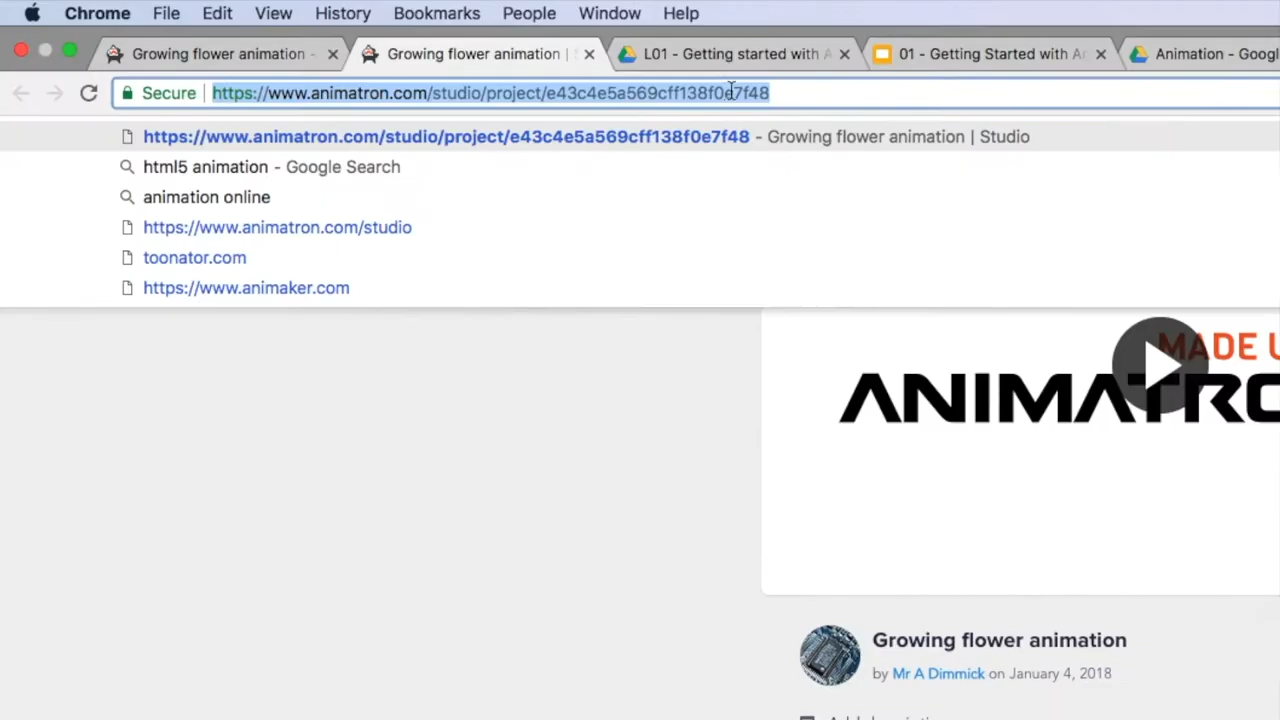 Chrome File Edit View History Bookmarks People Window Help
Growing flower animation - Growing flower animation | L01 - Getting started with 01 - Getting Started with Animation - Googl
Secure https://www.animatron.com/studio/project/e43c4e5a569cff138f0e7f48
https://www.animatron.com/studio/project/e43c4e5a569cff138f0e7f48 - Growing flower animation | Studio
html5 animation - Google Search
animation online
https://www.animatron.com/studio
toonator.com
https://www.animaker.com
MADE
ANIMATRO
Growing flower animation
by Mr A Dimmick on January 4, 2018